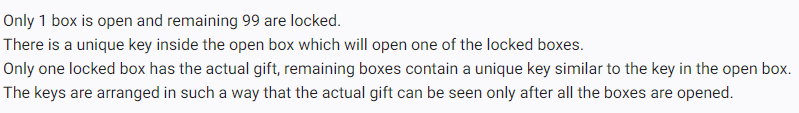 Only 1 box is open and remaining 99 are locked.
There is a unique key inside the open box which will open one of the locked boxes.
Only one locked box has the actual gift, remaining boxes contain a unique key similar to the key in the open box.
The keys are arranged in such a way that the actual gift can be seen only after all the boxes are opened.